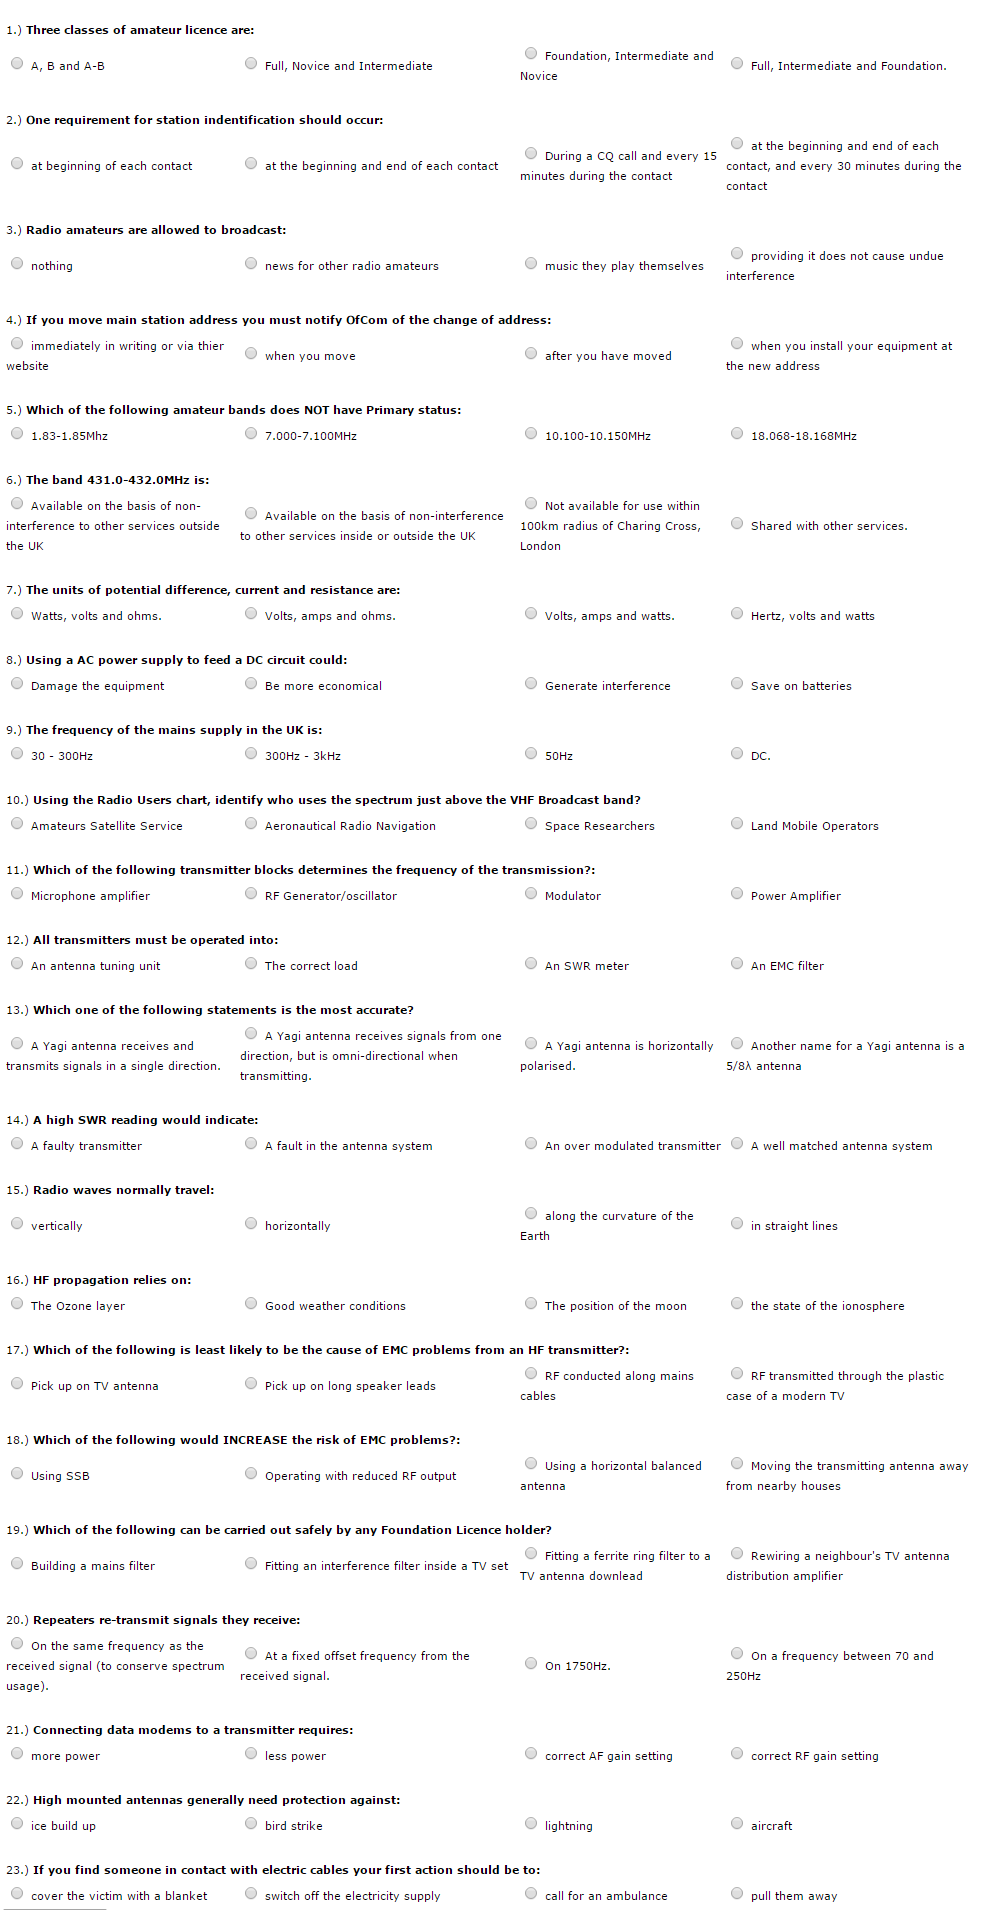 1.) Three classes of amateur licence are:
A, B and A-B
Full, Novice and Intermediate
Foundation, Intermediate and
Novice
Full, Intermediate and Foundation.
2.) One requirement for station indentification should occur:
at beginning of each contact
at the beginning and end of each contact
During a CQ call and every 15
minutes during the contact
at the beginning and end of each
contact, and every 30 minutes during the
contact
3.) Radio amateurs are allowed to broadcast:
nothing
news for other radio amateurs
music they play themselves
providing it does not cause undue
interference
4.) If you move main station address you must notify OfCom of the change of address:
immediately in writing or via thier
website
when you move
after you have moved
when you install your equipment at
the new address
5.) Which of the following amateur bands does NOT have Primary status:
1.83-1.85Mhz
7.000-7.100MHz
10.100-10.150MHz
18.068-18.168MHz
6.) The band 431.0-432.0MHz is:
Available on the basis of non-
interference to other services outside
the UK
Available on the basis of non-interference
to other services inside or outside the UK
Not available for use within
100km radius of Charing Cross,
London
Shared with other services.
7.) The units of potential difference, current and resistance are:
Watts, volts and ohms.
Volts, amps and ohms.
Volts, amps and watts.
Hertz, volts and watts
8.) Using a AC power supply to feed a DC circuit could:
Damage the equipment
Be more economical
Generate interference
Save on batteries
9.) The frequency of the mains supply in the UK is:
30 - 300Hz
300Hz - 3kHz
50Hz
DC.
10.) Using the Radio Users chart, identify who uses the spectrum just above the VHF Broadcast band?
Amateurs Satellite Service
Aeronautical Radio Navigation
Space Researchers
Land Mobile Operators
11.) Which of the following transmitter blocks determines the frequency of the transmission?:
Microphone amplifier
RF Generator/oscillator
Modulator
Power Amplifier
12.) All transmitters must be operated into:
An antenna tuning unit
The correct load
An SWR meter
An EMC filter
13.) Which one of the following statements is the most accurate?
A Yagi antenna receives and
transmits signals in a single direction.
A Yagi antenna receives signals from one
direction, but is omni-directional when
transmitting.
A Yagi antenna is horizontally
polarised.
Another name for a Yagi antenna is a
5/8λ antenna
14.) A high SWR reading would indicate:
A faulty transmitter
A fault in the antenna system
An over modulated transmitter
A well matched antenna system
15.) Radio waves normally travel:
vertically
horizontally
along the curvature of the
Earth
in straight lines
16.) HF propagation relies on:
The Ozone layer
Good weather conditions
The position of the moon
the state of the ionosphere
17.) Which of the following is least likely to be the cause of EMC problems from an HF transmitter?:
Pick up on TV antenna
Pick up on long speaker leads
RF conducted along mains
cables
RF transmitted through the plastic
case of a modern TV
18.) Which of the following would INCREASE the risk of EMC problems?:
Using SSB
Operating with reduced RF output
Using a horizontal balanced
antenna
Moving the transmitting antenna away
from nearby houses
19.) Which of the following can be carried out safely by any Foundation Licence holder?
Building a mains filter
Fitting an interference filter inside a TV set
Fitting a ferrite ring filter to a
TV antenna downlead
Rewiring a neighbour's TV antenna
distribution amplifier
20.) Repeaters re-transmit signals they receive:
On the same frequency as the
received signal (to conserve spectrum
usage).
At a fixed offset frequency from the
received signal.
On 1750Hz.
On a frequency between 70 and
250Hz
21.) Connecting data modems to a transmitter requires:
more power
less power
correct AF gain setting
correct RF gain setting
22.) High mounted antennas generally need protection against:
ice build up
bird strike
lightning
aircraft
23.) If you find someone in contact with electric cables your first action should be to:
cover the victim with a blanket
switch off the electricity supply
call for an ambulance
pull them away